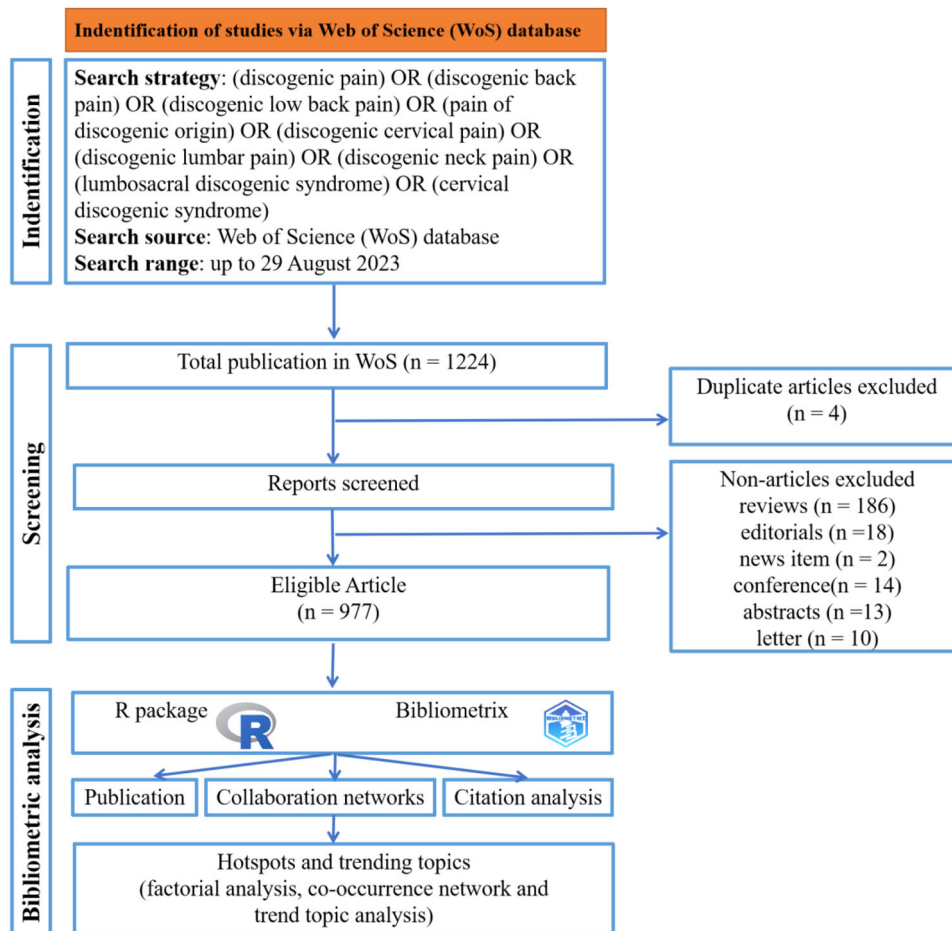 Indentification of studies via Web of Science (WoS) database
Indentification
Search strategy: (discogenic pain) OR (discogenic back
pain) OR (discogenic low back pain) OR (pain of
discogenic origin) OR (discogenic cervical pain) OR
(discogenic lumbar pain) OR (discogenic neck pain) OR
(lumbosacral discogenic syndrome) OR (cervical
discogenic syndrome)
Search source: Web of Science (WoS) database
Search range: up to 29 August 2023
Screening
Total publication in WoS (n = 1224)
Duplicate articles excluded
(n = 4)
Reports screened
Non-articles excluded
reviews (n = 186)
editorials (n =18)
news item (n = 2)
conference(n = 14)
abstracts (n =13)
letter (n = 10)
Eligible Article
(n = 977)
Bibliometric analysis
R package
R
Bibliometrix
Publication
Collaboration networks
Citation analysis
Hotspots and trending topics
(factorial analysis, co-occurrence network and
trend topic analysis)